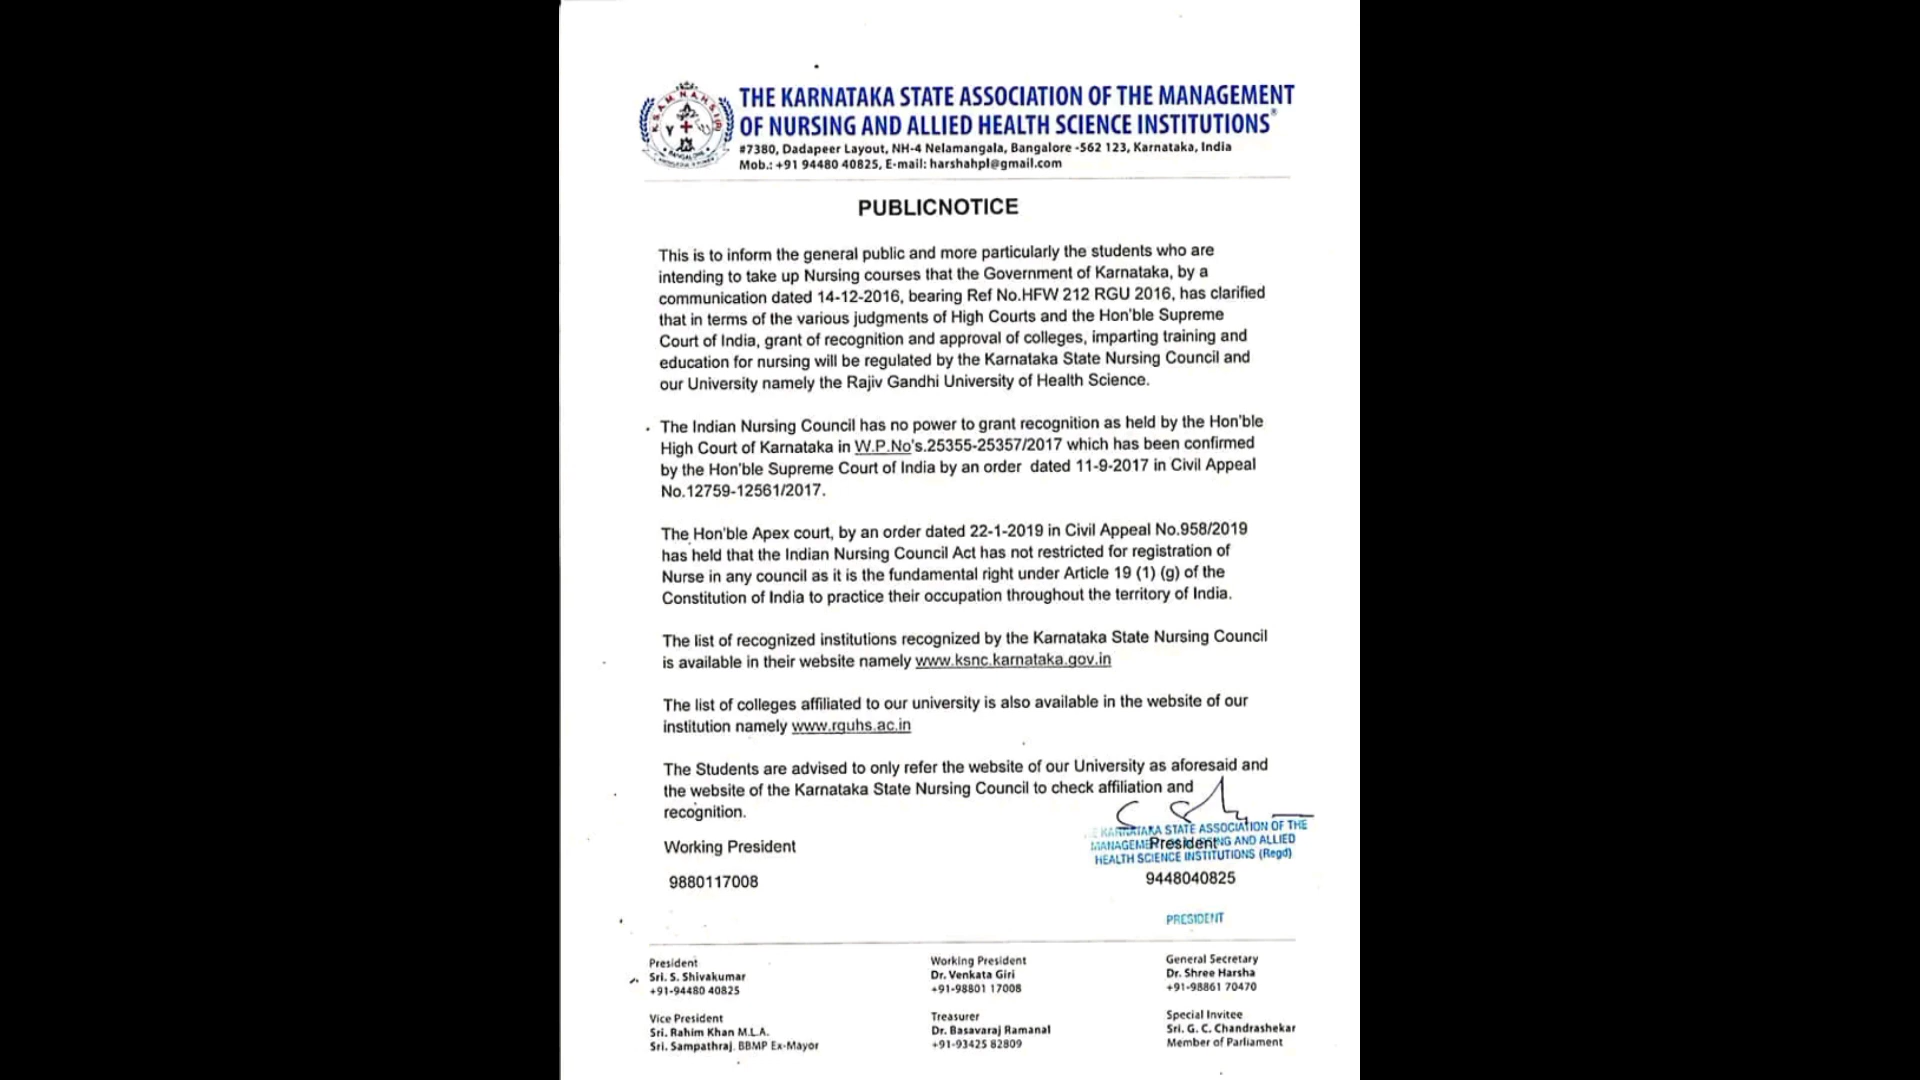 K.S.A.M.N.A.H.S.I (R)
BANGALORE
THE KARNATAKA STATE ASSOCIATION OF THE MANAGEMENT
OF NURSING AND ALLIED HEALTH SCIENCE INSTITUTIONS®
#7380, Dadapeer Layout, NH-4 Nelamangala, Bangalore -562 123, Karnataka, India
Mob.: +91 94480 40825, E-mail: harshahpl@gmail.com
PUBLICNOTICE
This is to inform the general public and more particularly the students who are
intending to take up Nursing courses that the Government of Karnataka, by a
communication dated 14-12-2016, bearing Ref No.HFW 212 RGU 2016, has clarified
that in terms of the various judgments of High Courts and the Hon'ble Supreme
Court of India, grant of recognition and approval of colleges, imparting training and
education for nursing will be regulated by the Karnataka State Nursing Council and
our University namely the Rajiv Gandhi University of Health Science.
The Indian Nursing Council has no power to grant recognition as held by the Hon'ble
High Court of Karnataka in W.P.No's.25355-25357/2017 which has been confirmed
by the Hon'ble Supreme Court of India by an order dated 11-9-2017 in Civil Appeal
No.12759-12561/2017.
The Hon'ble Apex court, by an order dated 22-1-2019 in Civil Appeal No.958/2019
has held that the Indian Nursing Council Act has not restricted for registration of
Nurse in any council as it is the fundamental right under Article 19 (1) (g) of the
Constitution of India to practice their occupation throughout the territory of India.
The list of recognized institutions recognized by the Karnataka State Nursing Council
is available in their website namely www.ksnc.karnataka.gov.in
The list of colleges affiliated to our university is also available in the website of our
institution namely www.rguhs.ac.in
The Students are advised to only refer the website of our University as aforesaid and
the website of the Karnataka State Nursing Council to check affiliation and
recognition.
KARNATAKA STATE ASSOCIATION OF THE
Working President President AND ALLIED
HEALTH SCIENCE INSTITUTIONS (Regd)
9880117008 9448040825
PRESIDENT
President Working President General Secretary
Sri. S. Shivakumar Dr. Venkata Giri Dr. Shree Harsha
+91-94480 40825 +91-98801 17008 +91-98861 70470
Vice President Treasurer Special Invitee
Sri. Rahim Khan M.L.A. Dr. Basavaraj Ramanal Sri. G. C. Chandrashekar
Sri. Sampathraj. BBMP Ex-Mayor +91-93425 82809 Member of Parliament